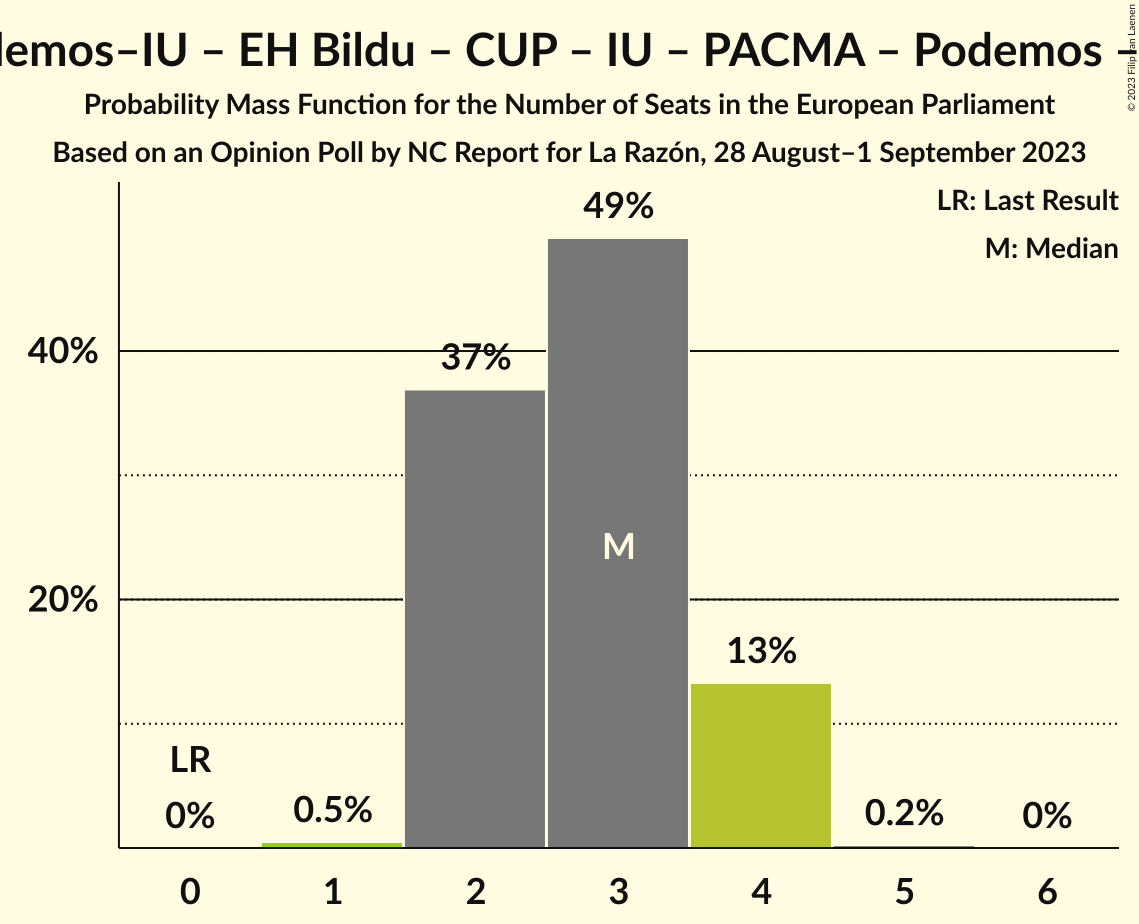 emos–IU – EH Bildu – CUP – IU – PACMA – Podemos –
Probability Mass Function for the Number of Seats in the European Parliament
Based on an Opinion Poll by NC Report for La Razón, 28 August–1 September 2023
© 2023 Filip van Laenen
LR: Last Result
M: Median
49%
40%
37%
M
20%
13%
LR
0%
0.5%
0.2%
0%
0 1 2 3 4 5 6